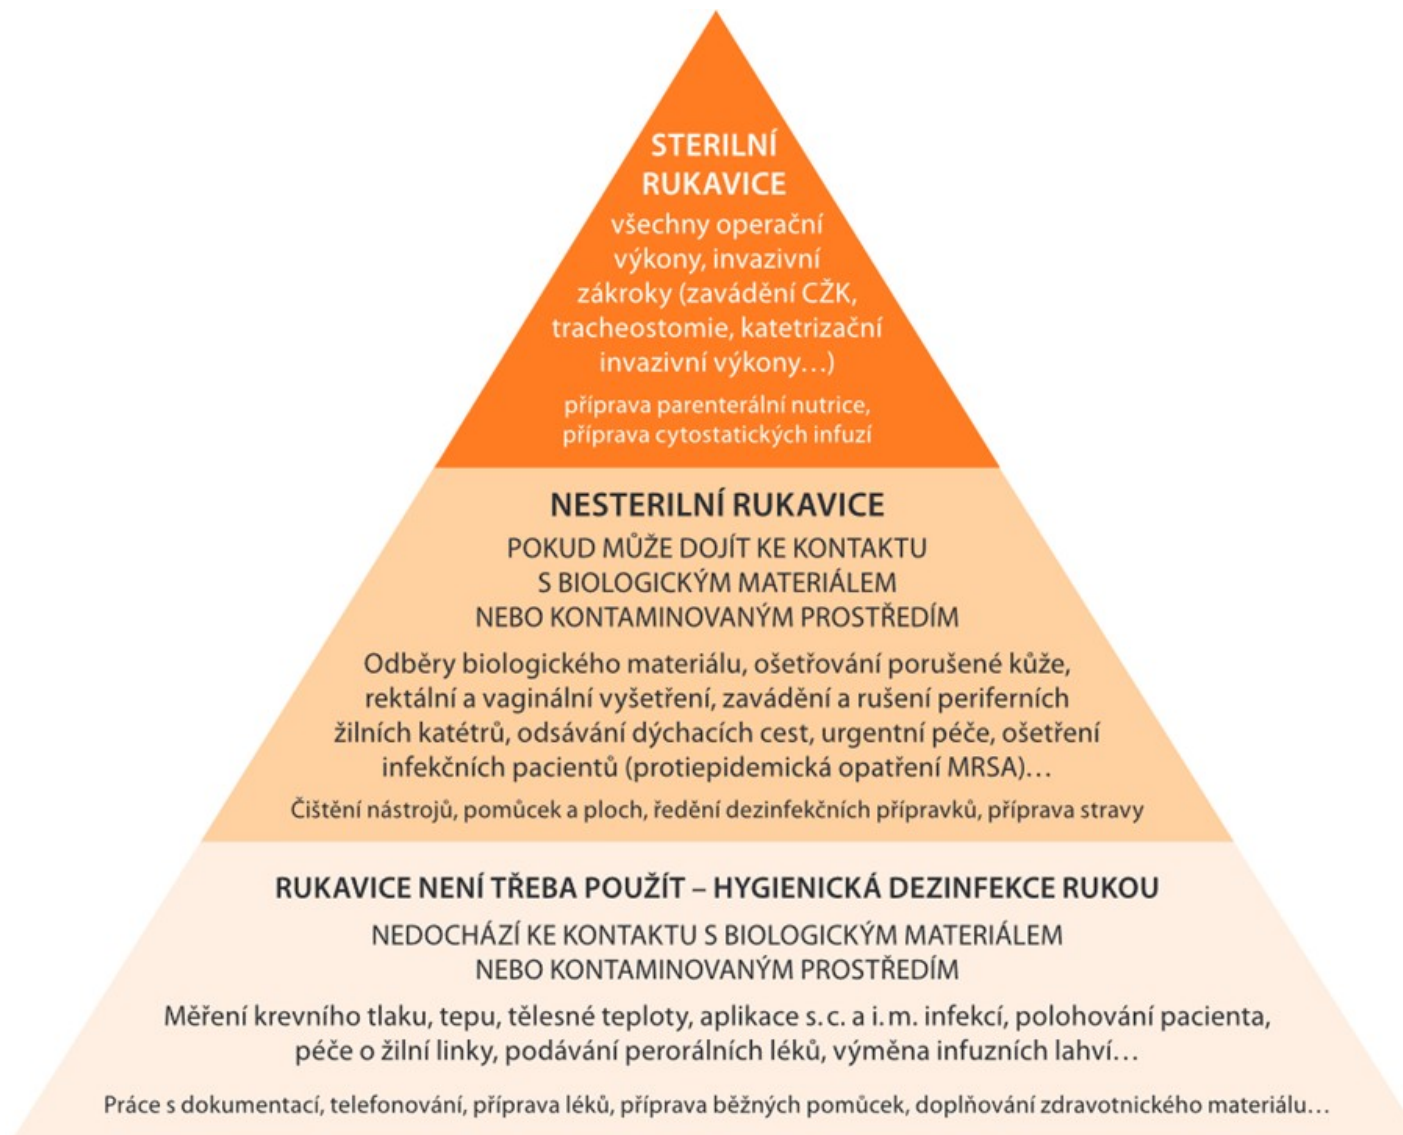 STERILNÍ
RUKAVICE
všechny operační
výkony, invazivní
zákroky (zavádění CŽK,
tracheostomie, katetrizační
invazivní výkony…)
příprava parenterální nutrice,
příprava cytostatických infuzí
NESTERILNÍ RUKAVICE
POKUD MŮŽE DOJÍT KE KONTAKTU
S BIOLOGICKÝM MATERIÁLEM
NEBO KONTAMINOVANÝM PROSTŘEDÍM
Odběry biologického materiálu, ošetřování porušené kůže,
rektální a vaginální vyšetření, zavádění a rušení periferních
žilních katétrů, odsávání dýchacích cest, urgentní péče, ošetření
infekčních pacientů (protiepidemická opatření MRSA)…
Čištění nástrojů, pomůcek a ploch, ředění dezinfekčních přípravků, příprava stravy
RUKAVICE NENÍ TŘEBA POUŽÍT – HYGIENICKÁ DEZINFEKCE RUKOU
NEDOCHÁZÍ KE KONTAKTU S BIOLOGICKÝM MATERIÁLEM
NEBO KONTAMINOVANÝM PROSTŘEDÍM
Měření krevního tlaku, tepu, tělesné teploty, aplikace s. c. a i. m. infekcí, polohování pacienta,
péče o žilní linky, podávání perorálních léků, výměna infuzních lahví…
Práce s dokumentací, telefonování, příprava léků, příprava běžných pomůcek, doplňování zdravotnického materiálu…